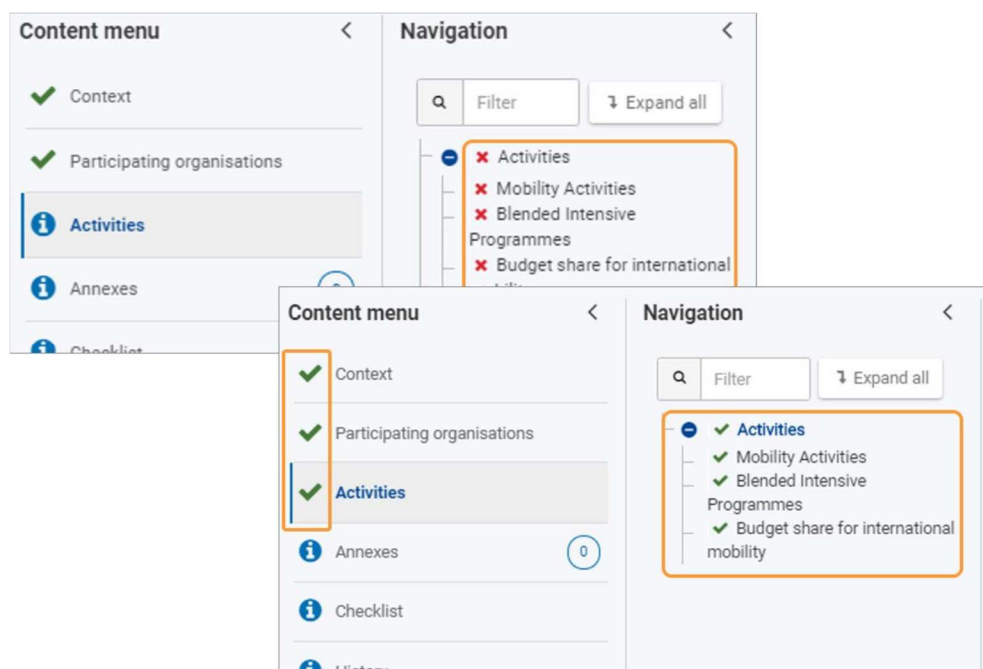 Content menu
Navigation
Context
Filter
Expand all
Participating organisations
Activities
Mobility Activities
Activities
Blended Intensive
Programmes
Budget share for international
Annexes
Checklist
Content menu
Navigation
Context
Filter
Expand all
Participating organisations
Activities
Mobility Activities
Activities
Blended Intensive
Programmes
Budget share for international
mobility
Annexes
0
Checklist
History